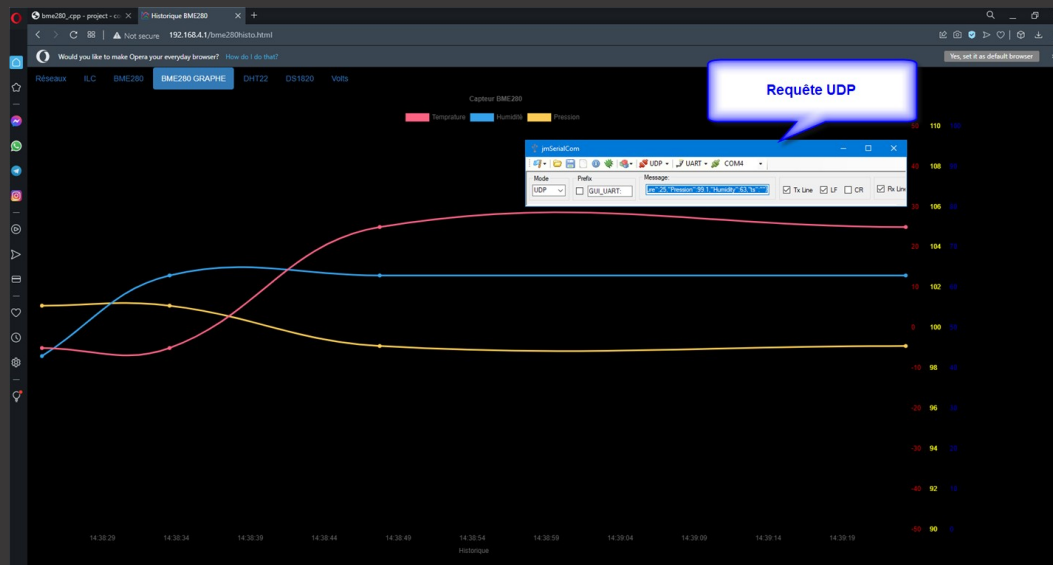 bme280_.cpp - project - co
Historique BME280
Not secure 192.168.4.1/bme280histo.html
Would you like to make Opera your everyday browser? How do I do that?
Yes, set it as default browser
Réseaux ILC BME280 BME280 GRAPHE DHT22 DS1820 Volts
Requête UDP
Capteur BME280
Temprature Humidité Pression
jmSerialCom
UDP UART COM4
Mode Prefix Message:
UDP GUI_UART: ure":25,"Pression":99.1,"Humidity":63,"ts":"" Tx Line LF CR Rx Line
50 110 100
40 108
30 106
20 104
10 102
0 100
-10 98
-20 96
-30 94
-40 92
-50 90 0
14:38:29 14:38:34 14:38:39 14:38:44 14:38:49 14:38:54 14:38:59 14:39:04 14:39:09 14:39:14 14:39:19
Historique